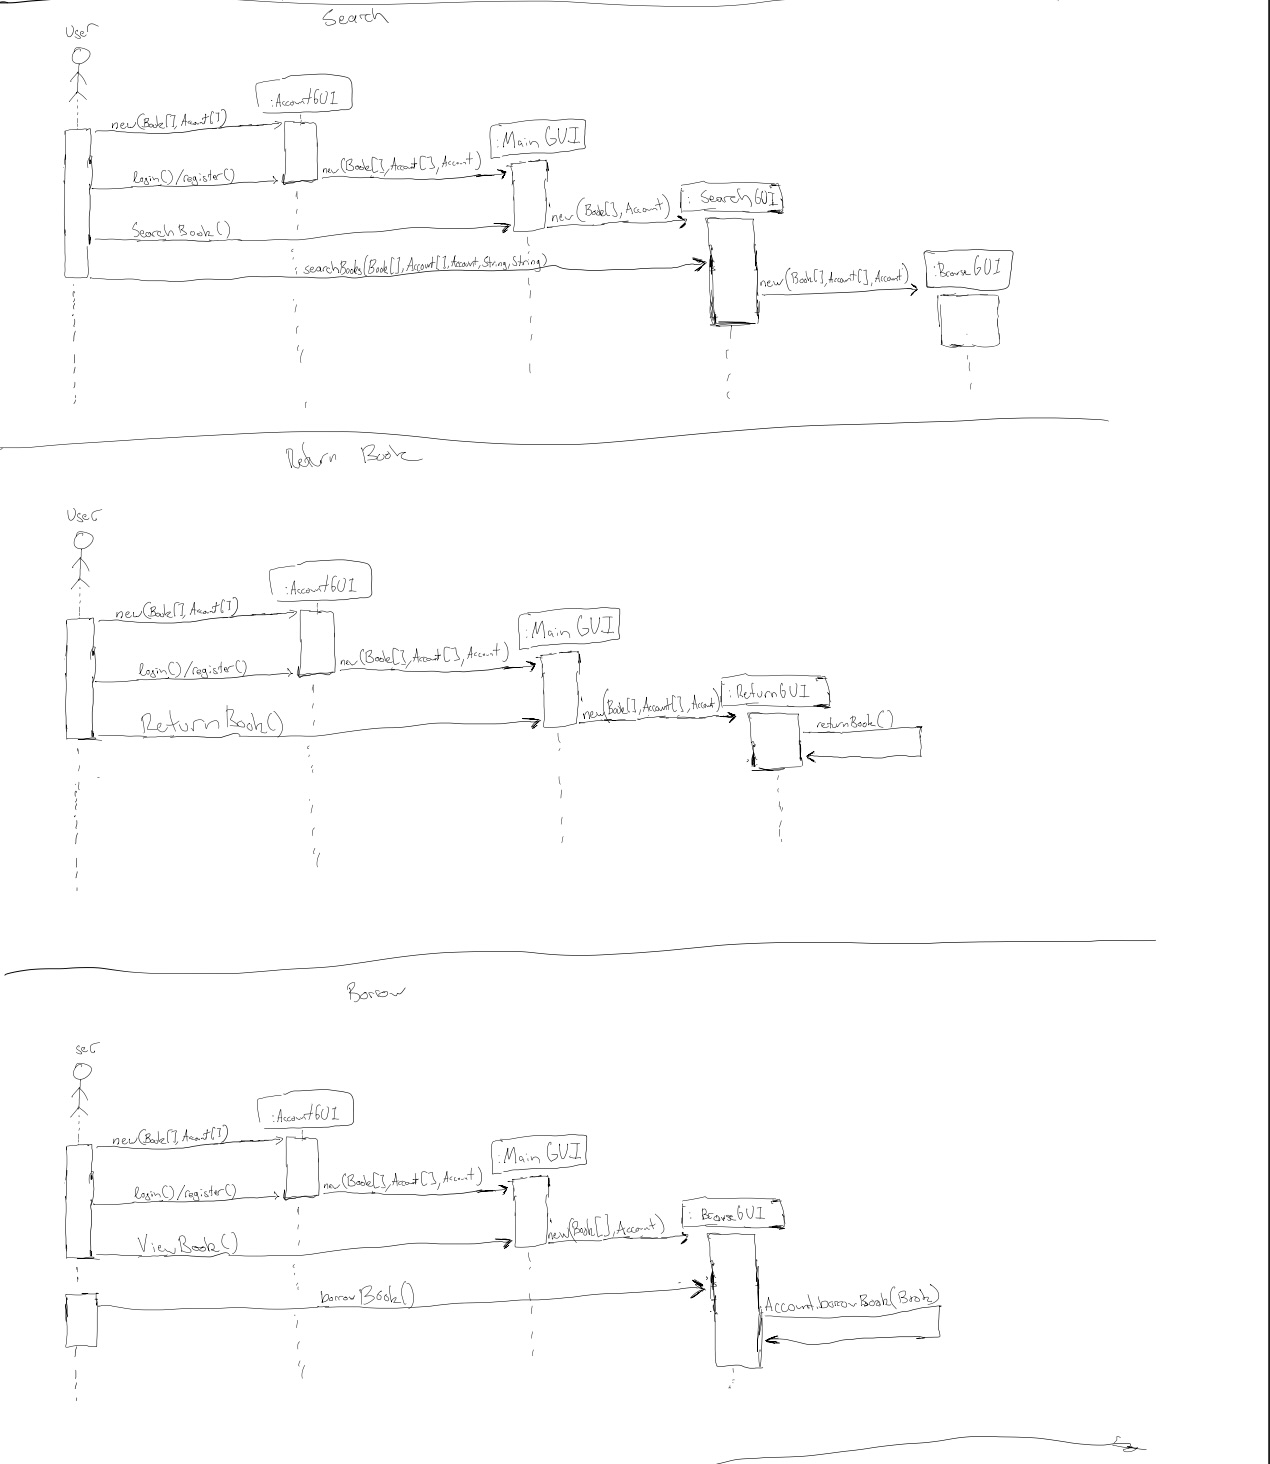 Search
User
:AccountGUI
new(Book[], Account[])
:Main GUI
new(Book[], Account[], Account)
login()/register()
: SearchGUI
new(Book[], Account)
SearchBook()
searchBooks(Book[], Account[], Account, String, String)
:BrowseGUI
new(Book[], Account[], Account)
Return Book
User
:AccountGUI
new(Book[], Account[])
:Main GUI
new(Book[], Account[], Account)
login()/register()
:ReturnGUI
new(Book[], Account[], Account)
ReturnBook()
returnBook()
Borrow
ser
:AccountGUI
new(Book[], Account[])
:Main GUI
new(Book[], Account[], Account)
login()/register()
: BrowseGUI
new(Book[], Account)
ViewBook()
borrowBook()
Account.borrowBook(Book)